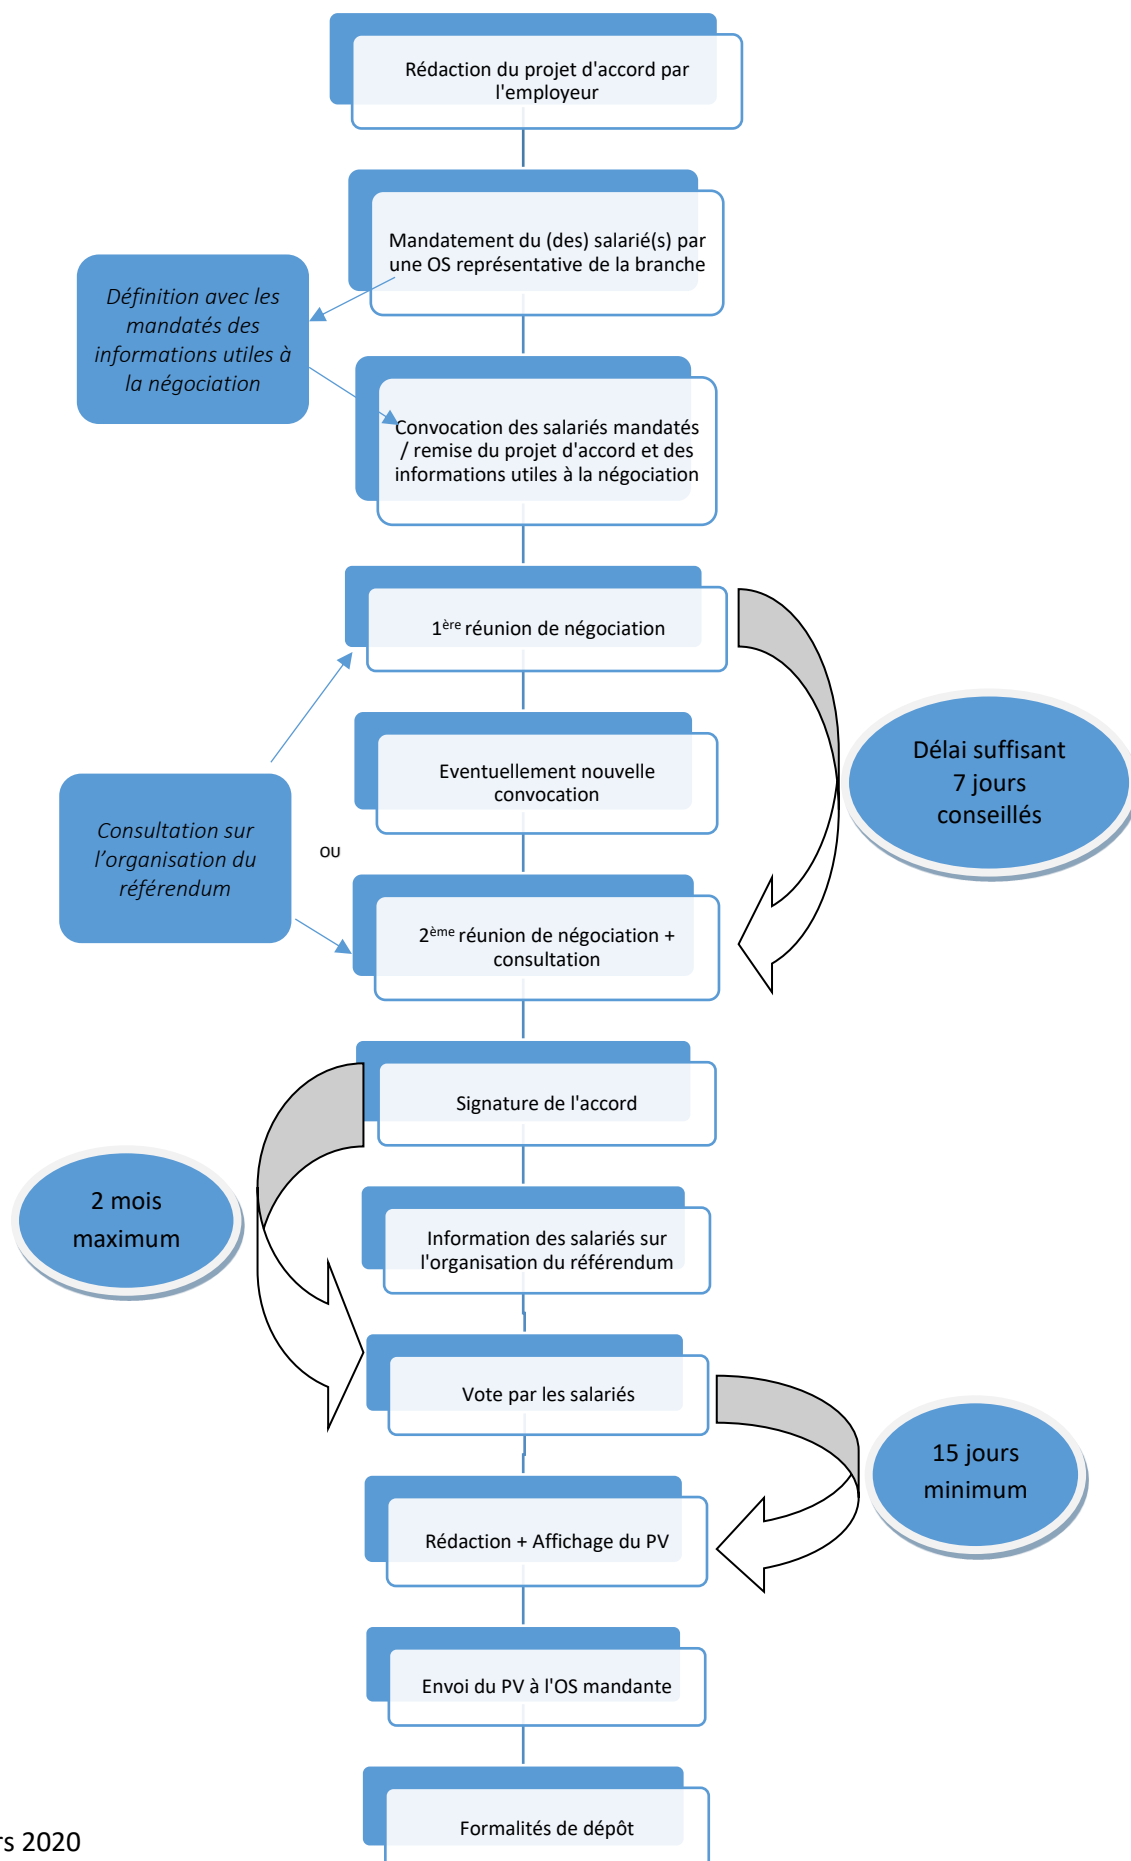 Rédaction du projet d'accord par
l'employeur
Mandatement du (des) salarié(s) par
une OS représentative de la branche
Définition avec les
mandatés des
informations utiles à
la négociation
Convocation des salariés mandatés
/ remise du projet d'accord et des
informations utiles à la négociation
1ère réunion de négociation
Délai suffisant
7 jours
conseillés
Eventuellement nouvelle
convocation
Consultation sur
l’organisation du
référendum
OU
2ème réunion de négociation +
consultation
Signature de l'accord
2 mois
maximum
Information des salariés sur
l'organisation du référendum
Vote par les salariés
15 jours
minimum
Rédaction + Affichage du PV
Envoi du PV à l'OS mandante
Formalités de dépôt
rs 2020